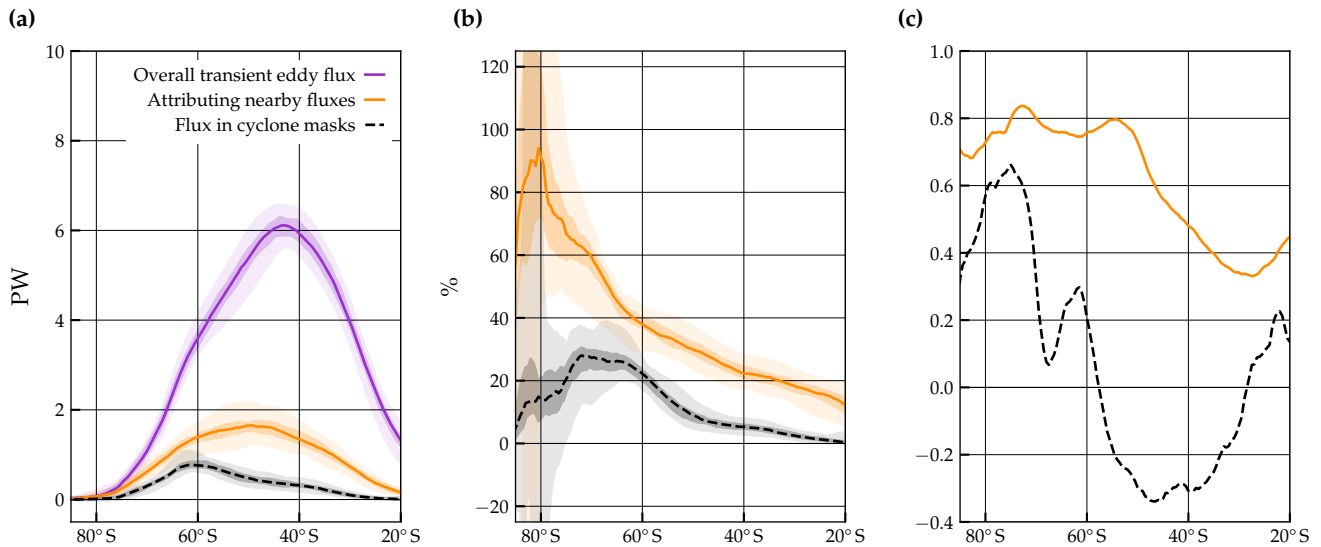 (a)
PW
10
8
6
4
2
0
Overall transient eddy flux
Attributing nearby fluxes
Flux in cyclone masks
80° S 60° S 40° S 20° S
(b)
%
120
100
80
60
40
20
0
−20
80° S 60° S 40° S 20° S
(c)
1.0
0.8
0.6
0.4
0.2
0.0
−0.2
−0.4
80° S 60° S 40° S 20° S